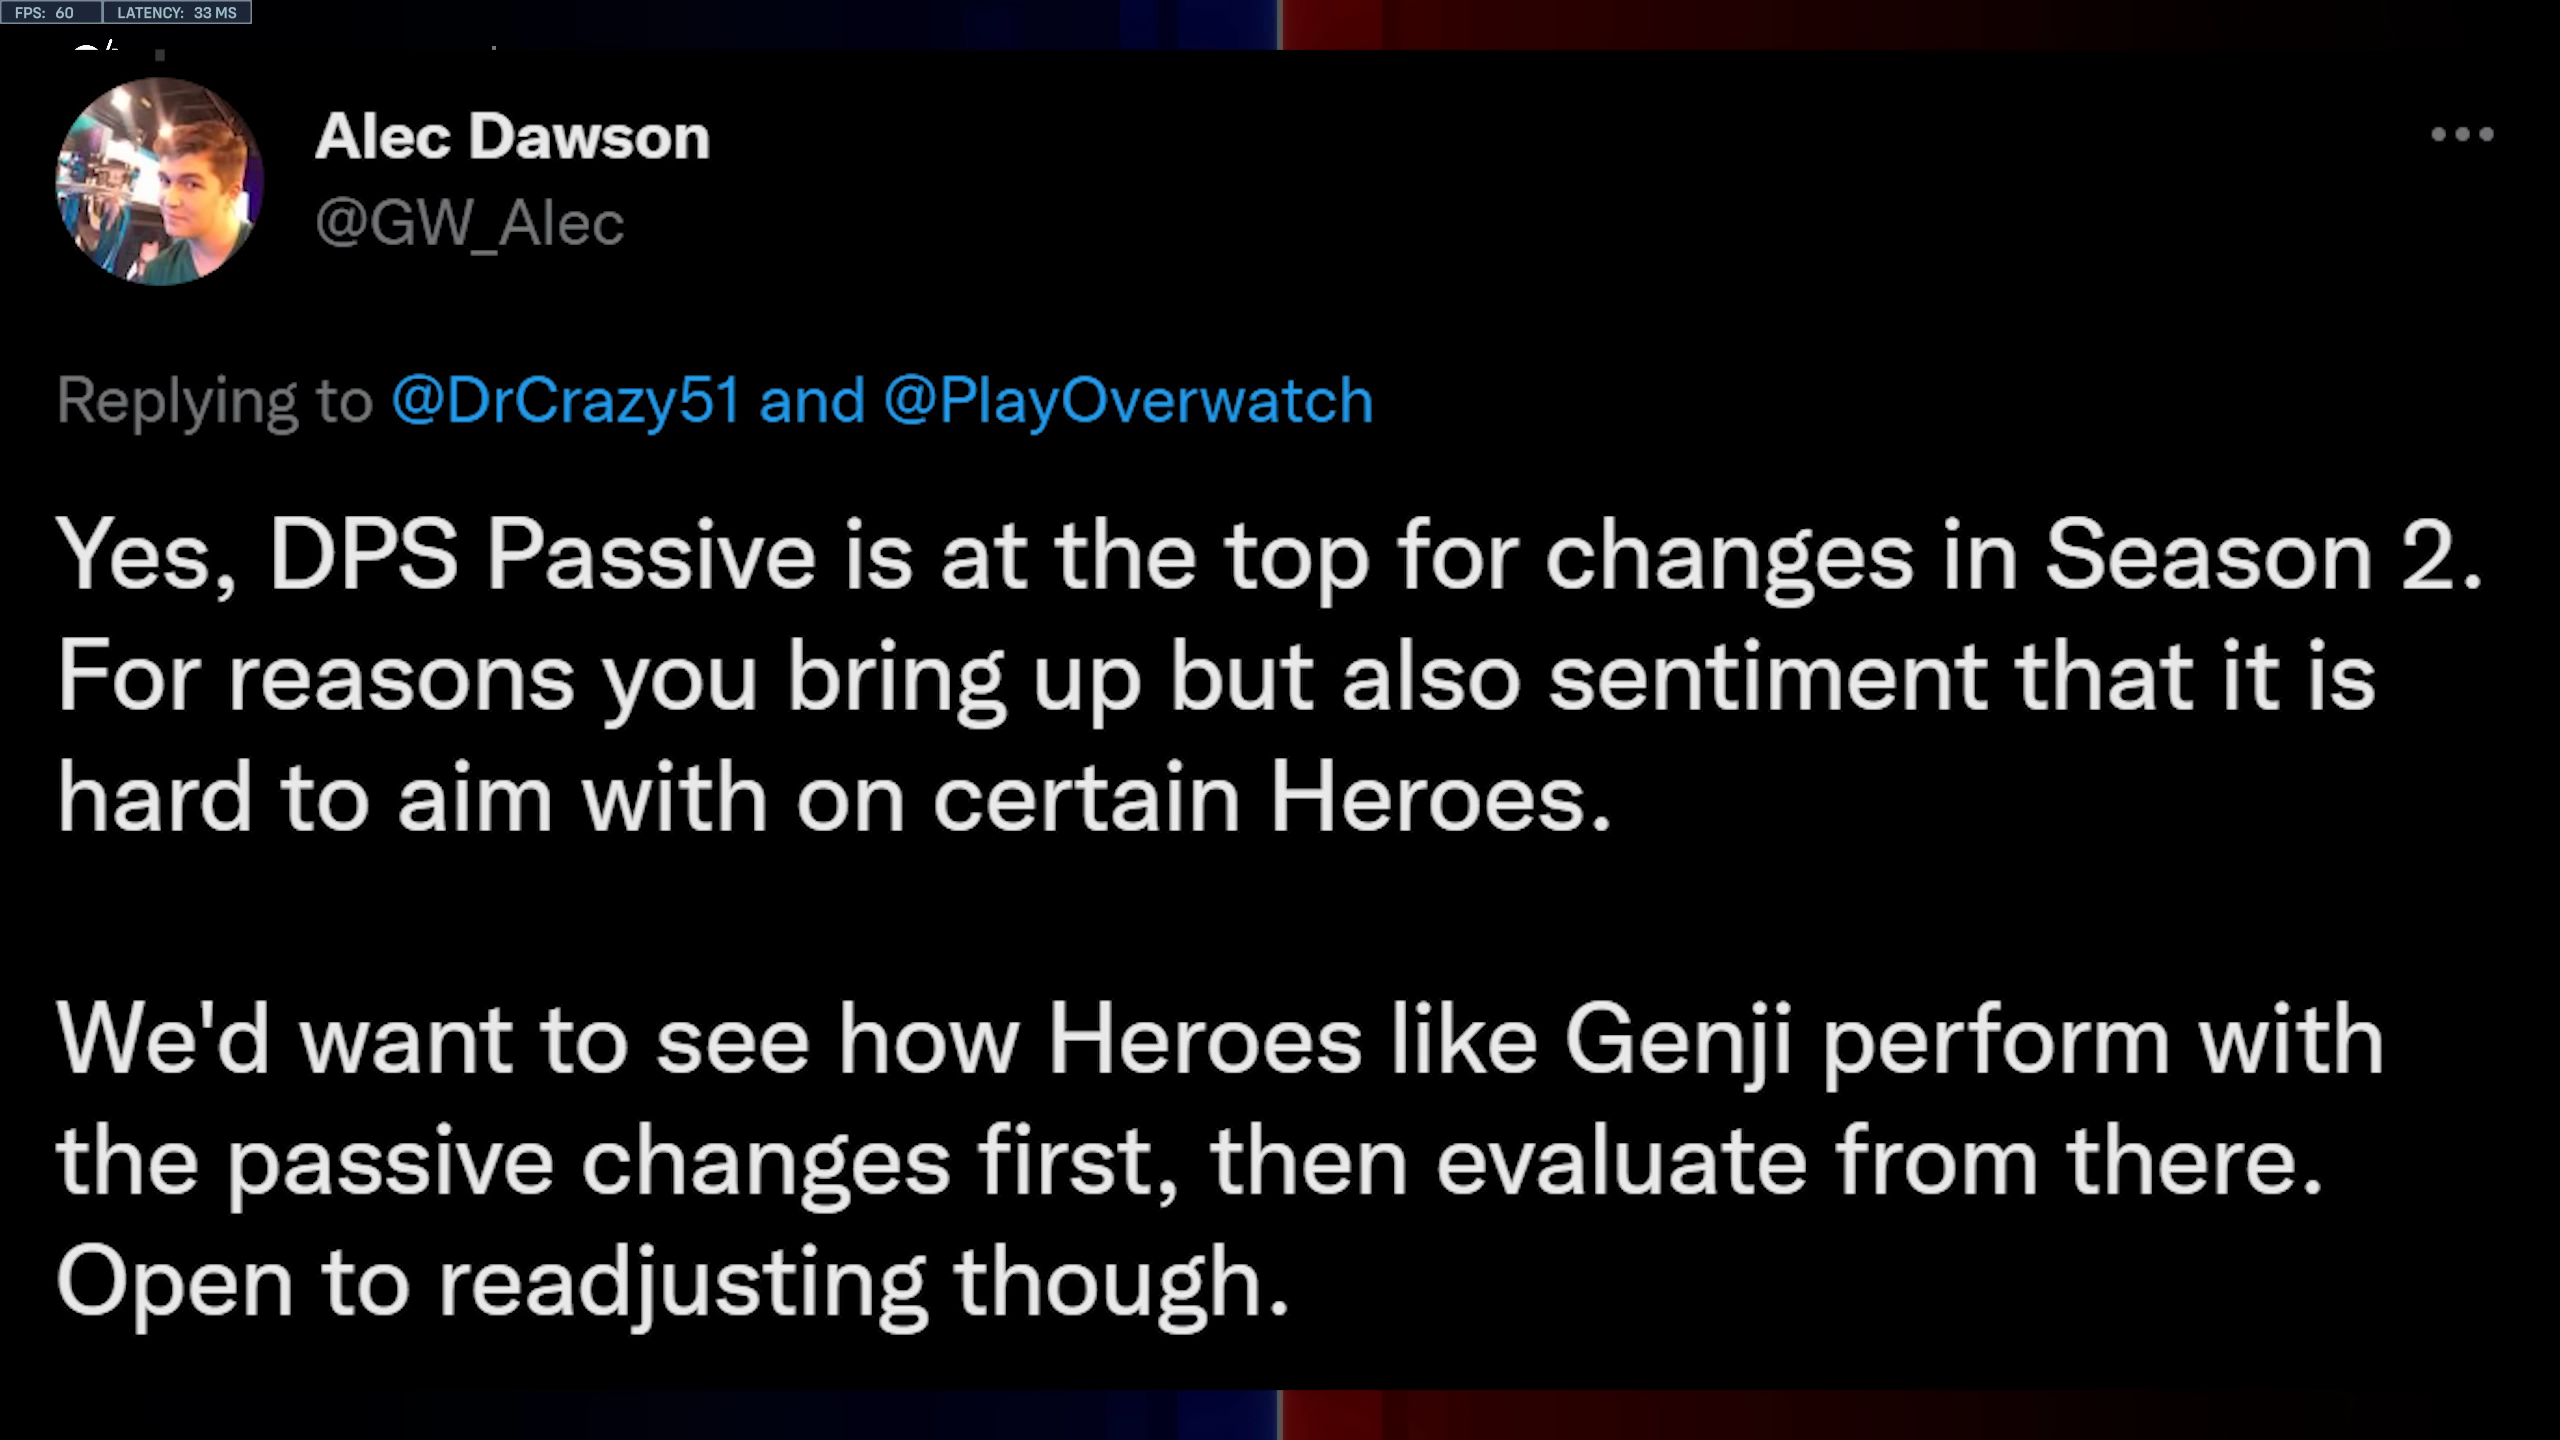 FPS: 60 LATENCY: 33 MS
Alec Dawson
@GW_Alec
Replying to @DrCrazy51 and @PlayOverwatch
Yes, DPS Passive is at the top for changes in Season 2.
For reasons you bring up but also sentiment that it is
hard to aim with on certain Heroes.
We'd want to see how Heroes like Genji perform with
the passive changes first, then evaluate from there.
Open to readjusting though.